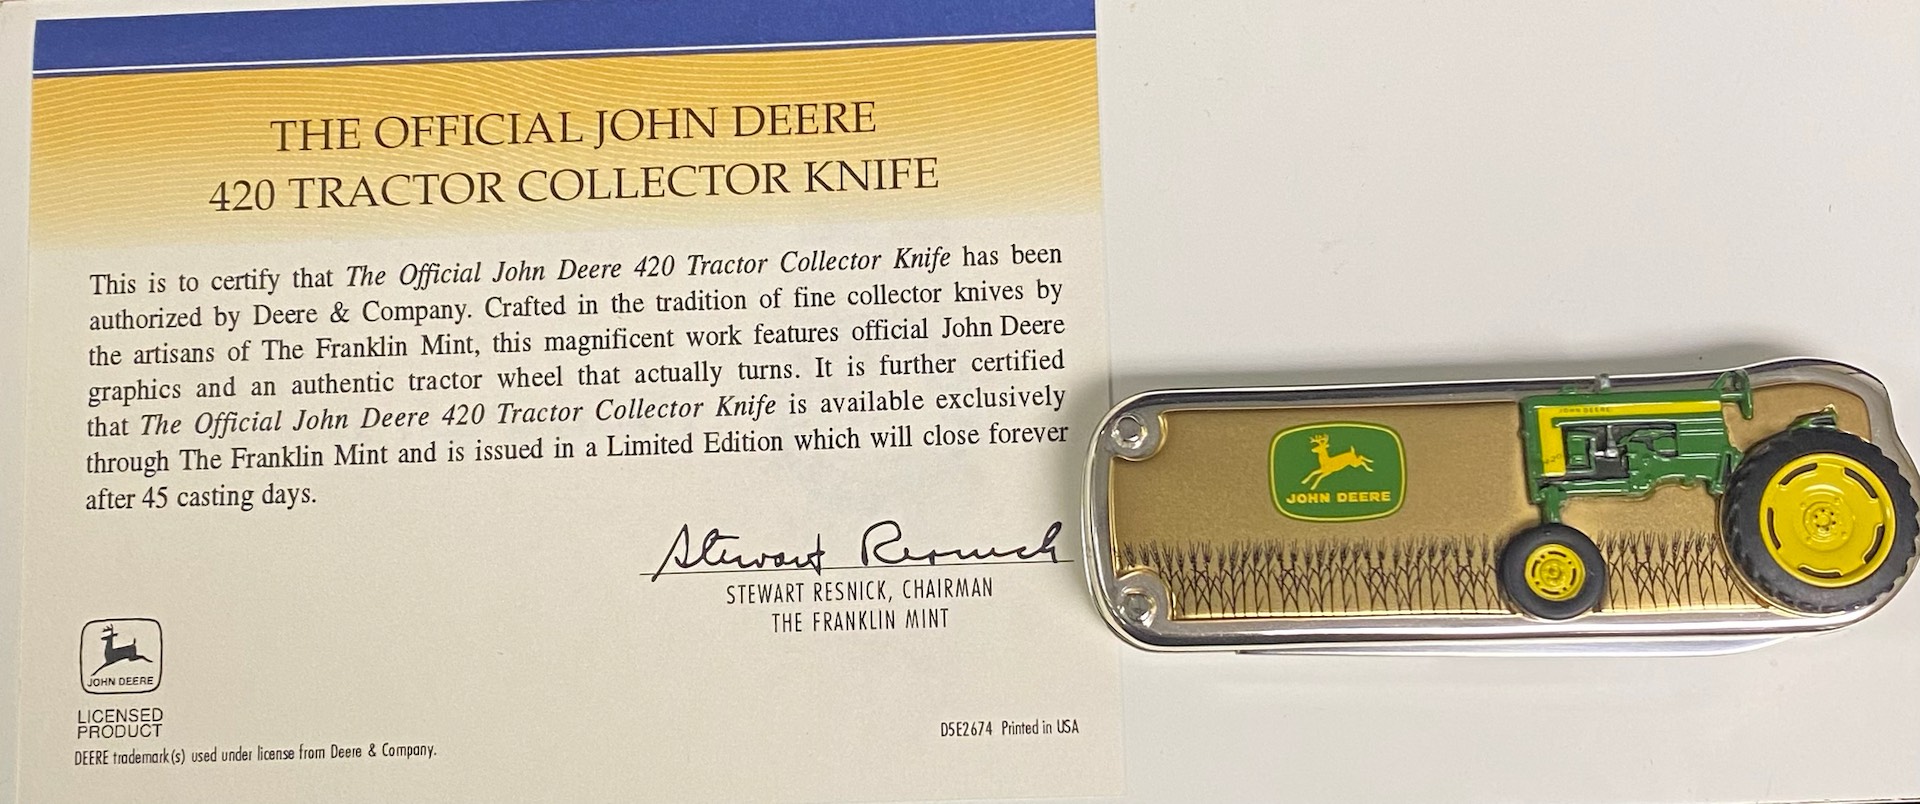 THE OFFICIAL JOHN DEERE
420 TRACTOR COLLECTOR KNIFE
This is to certify that The Official John Deere 420 Tractor Collector Knife has been
authorized by Deere & Company. Crafted in the tradition of fine collector knives by
the artisans of The Franklin Mint, this magnificent work features official John Deere
graphics and an authentic tractor wheel that actually turns. It is further certified
that The Official John Deere 420 Tractor Collector Knife is available exclusively
through The Franklin Mint and is issued in a Limited Edition which will close forever
after 45 casting days.
Stewart Resnick
STEWART RESNICK, CHAIRMAN
THE FRANKLIN MINT
JOHN DEERE
LICENSED
PRODUCT
DEERE trademark(s) used under license from Deere & Company.
D5E2674 Printed in USA
JOHN DEERE
JOHN DEERE